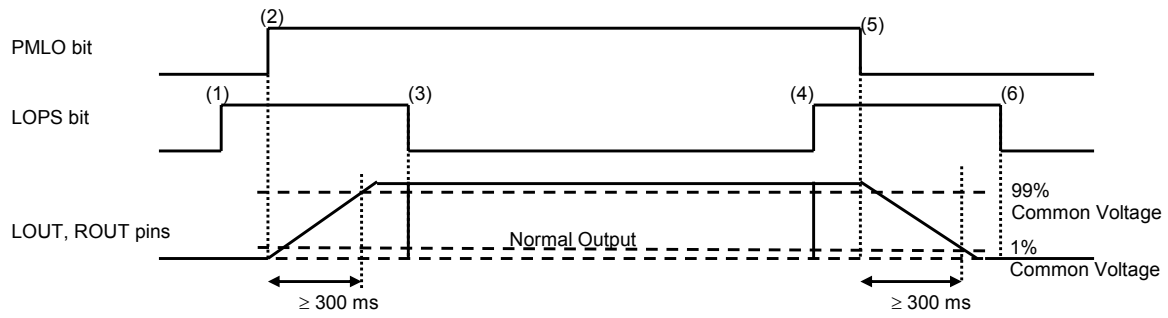 (2)
(5)
PMLO bit
(1)
(3)
(4)
(6)
LOPS bit
99%
Common Voltage
LOUT, ROUT pins
Normal Output
1%
Common Voltage
≥ 300 ms
≥ 300 ms